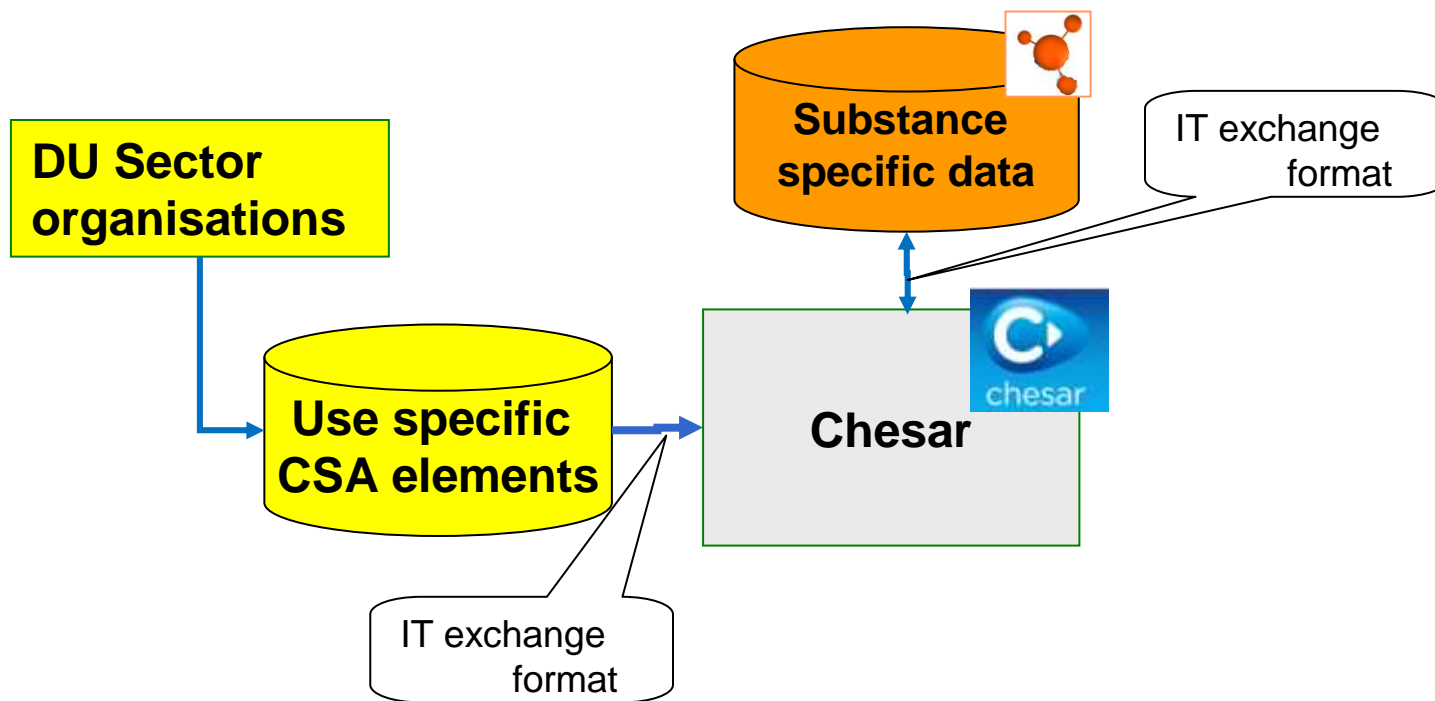 DU Sector
organisations
Substance
specific data
IT exchange
format
Use specific
CSA elements
Chesar
chesar
IT exchange
format